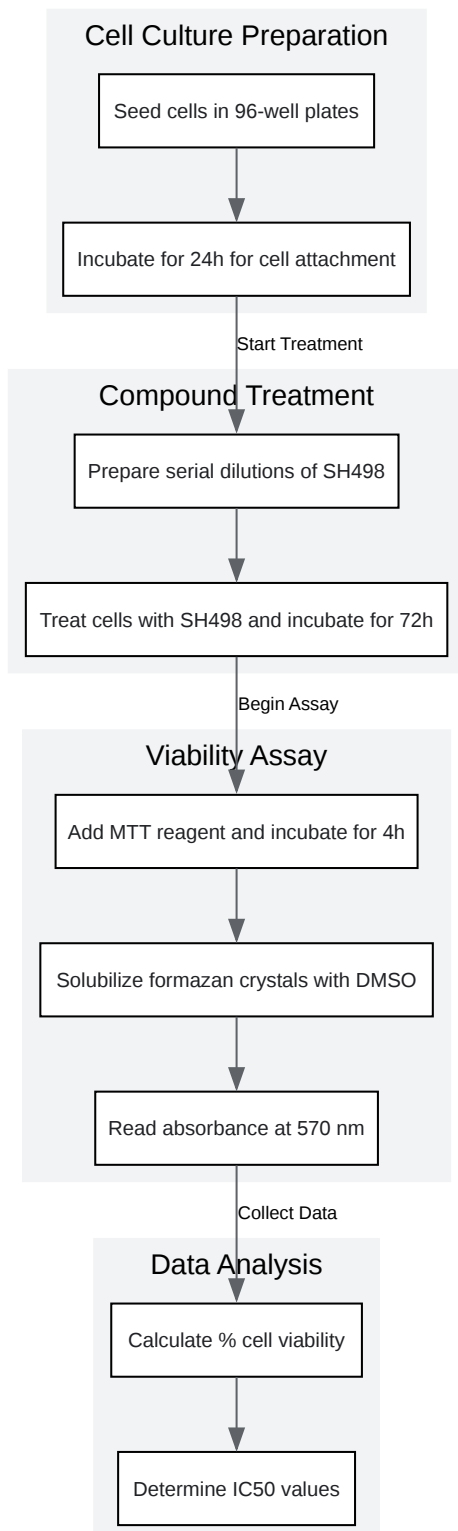 Cell Culture Preparation
Seed cells in 96-well plates
Incubate for 24h for cell attachment
Start Treatment
Compound Treatment
Prepare serial dilutions of SH498
Treat cells with SH498 and incubate for 72h
Begin Assay
Viability Assay
Add MTT reagent and incubate for 4h
Solubilize formazan crystals with DMSO
Read absorbance at 570 nm
Collect Data
Data Analysis
Calculate % cell viability
Determine IC50 values